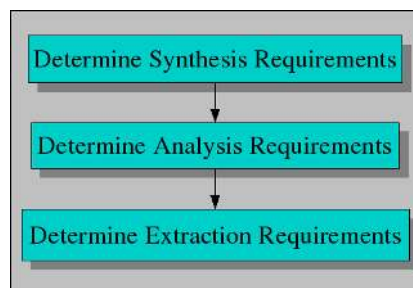 Determine Synthesis Requirements
Determine Analysis Requirements
Determine Extraction Requirements